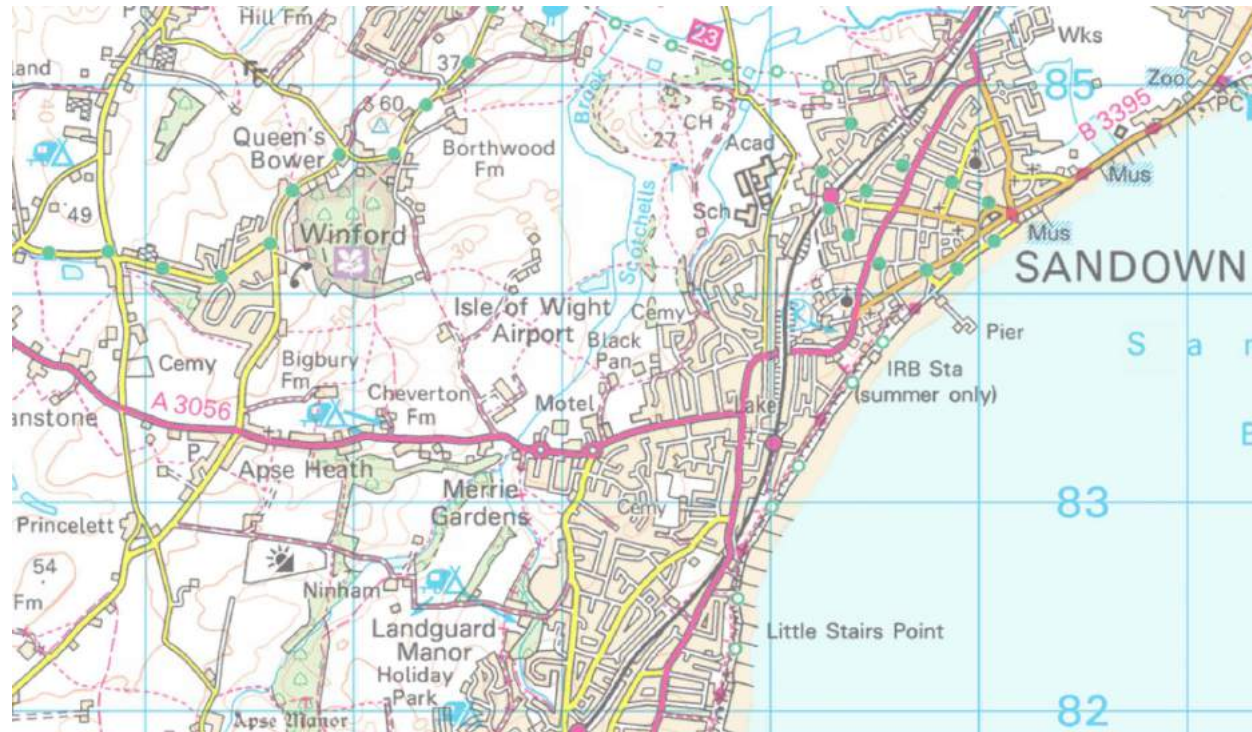 Hill Fm
Wks
23
37
Zoo
85
PC
B 3395
60
Brook
27
CH
E
Queen's
Bower
Borthwood
Fm
Acad
Mus
49
Sch
Scotchells
Winford
Mus
SANDOWN
Isle of Wight
Airport
Cemy
Black
Pan
Pier
S a
Cemy
Bigbury
Fm
IRB Sta
(summer only)
A 3056
Cheverton
Fm
Motel
Lake
anstone
P
Apse Heath
Merrie
Gardens
Cemy
83
Princelett
54
Fm
Ninham
Landguard
Manor
Little Stairs Point
Holiday
Park
Apse Manor
82